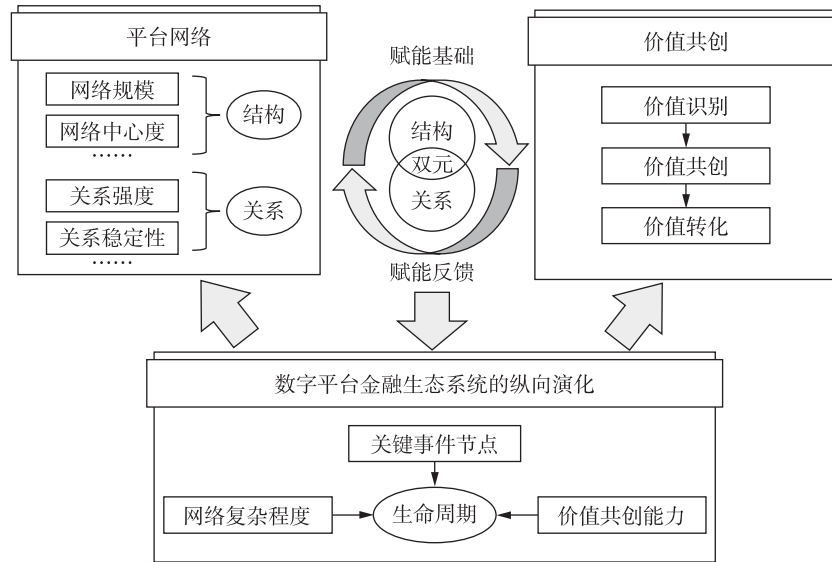 平台网络
网络规模
网络中心度
……
结构
关系强度
关系稳定性
……
关系
赋能基础
结构
双元
关系
赋能反馈
价值共创
价值识别
价值共创
价值转化
数字平台金融生态系统的纵向演化
关键事件节点
网络复杂程度
生命周期
价值共创能力